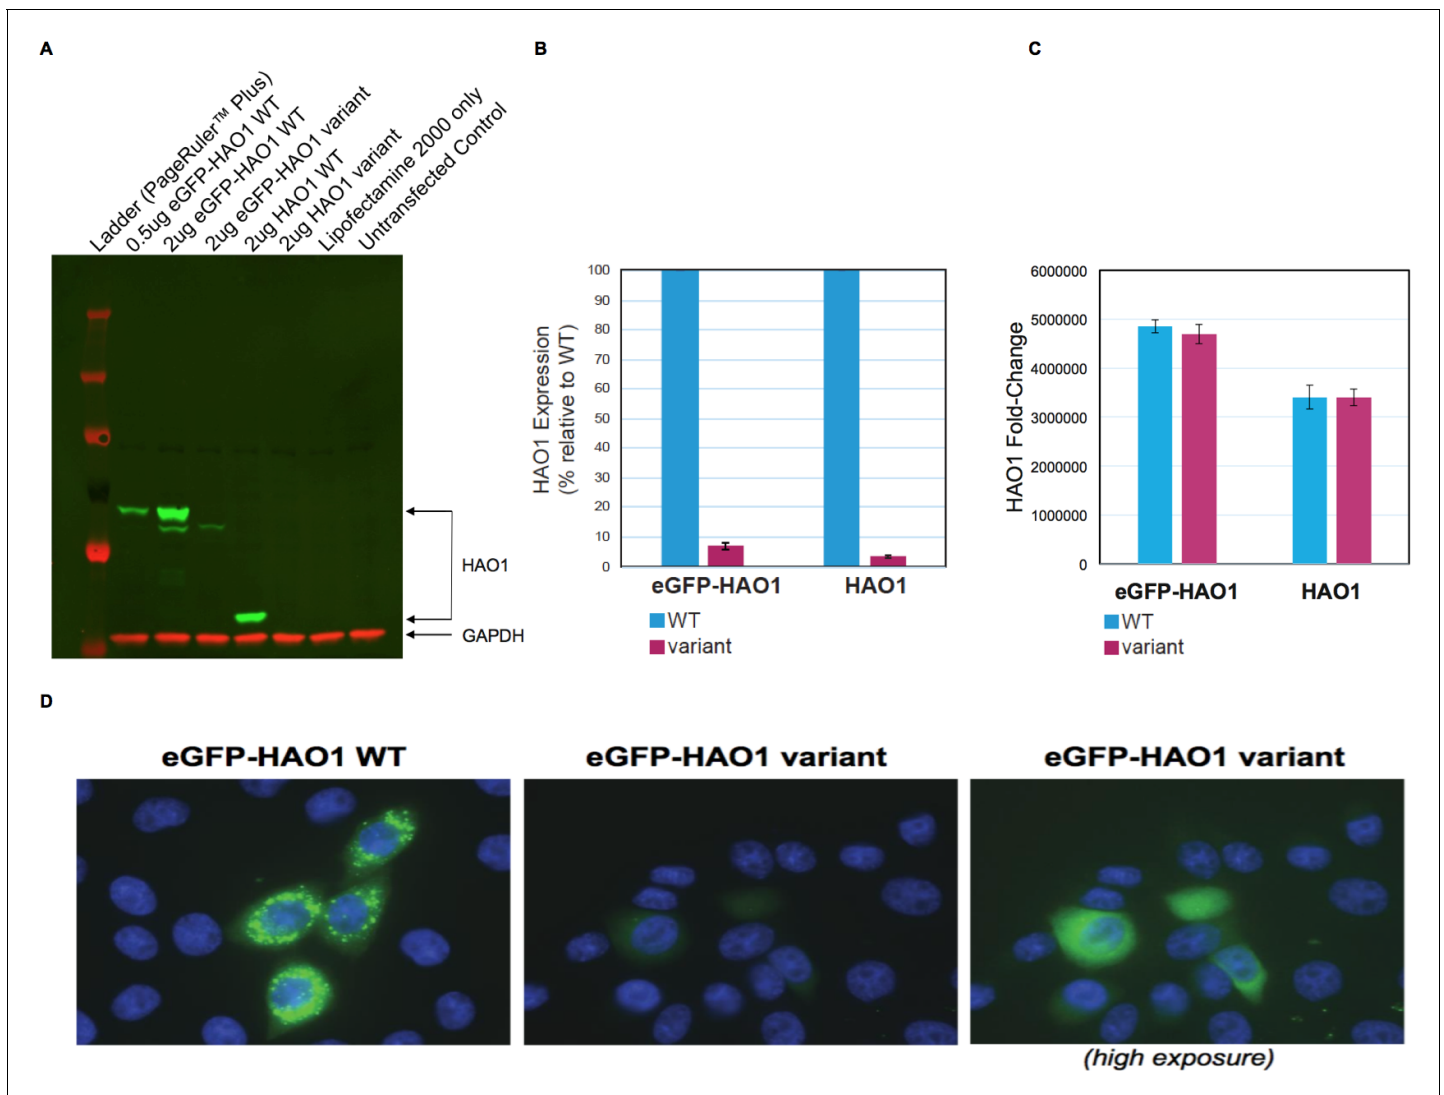 A
B
C
Ladder (PageRuler™ Plus)
0.5ug eGFP-HAO1 WT
2ug eGFP-HAO1 WT
2ug eGFP-HAO1 variant
2ug HAO1 WT
2ug HAO1 variant
Lipofectamine 2000 only
Untransfected Control
HAO1
GAPDH
HAO1 Expression
(% relative to WT)
100
90
80
70
60
50
40
30
20
10
0
eGFP-HAO1
HAO1
WT
variant
HAO1 Fold-Change
6000000
5000000
4000000
3000000
2000000
1000000
0
eGFP-HAO1
HAO1
WT
variant
D
eGFP-HAO1 WT
eGFP-HAO1 variant
eGFP-HAO1 variant
(high exposure)